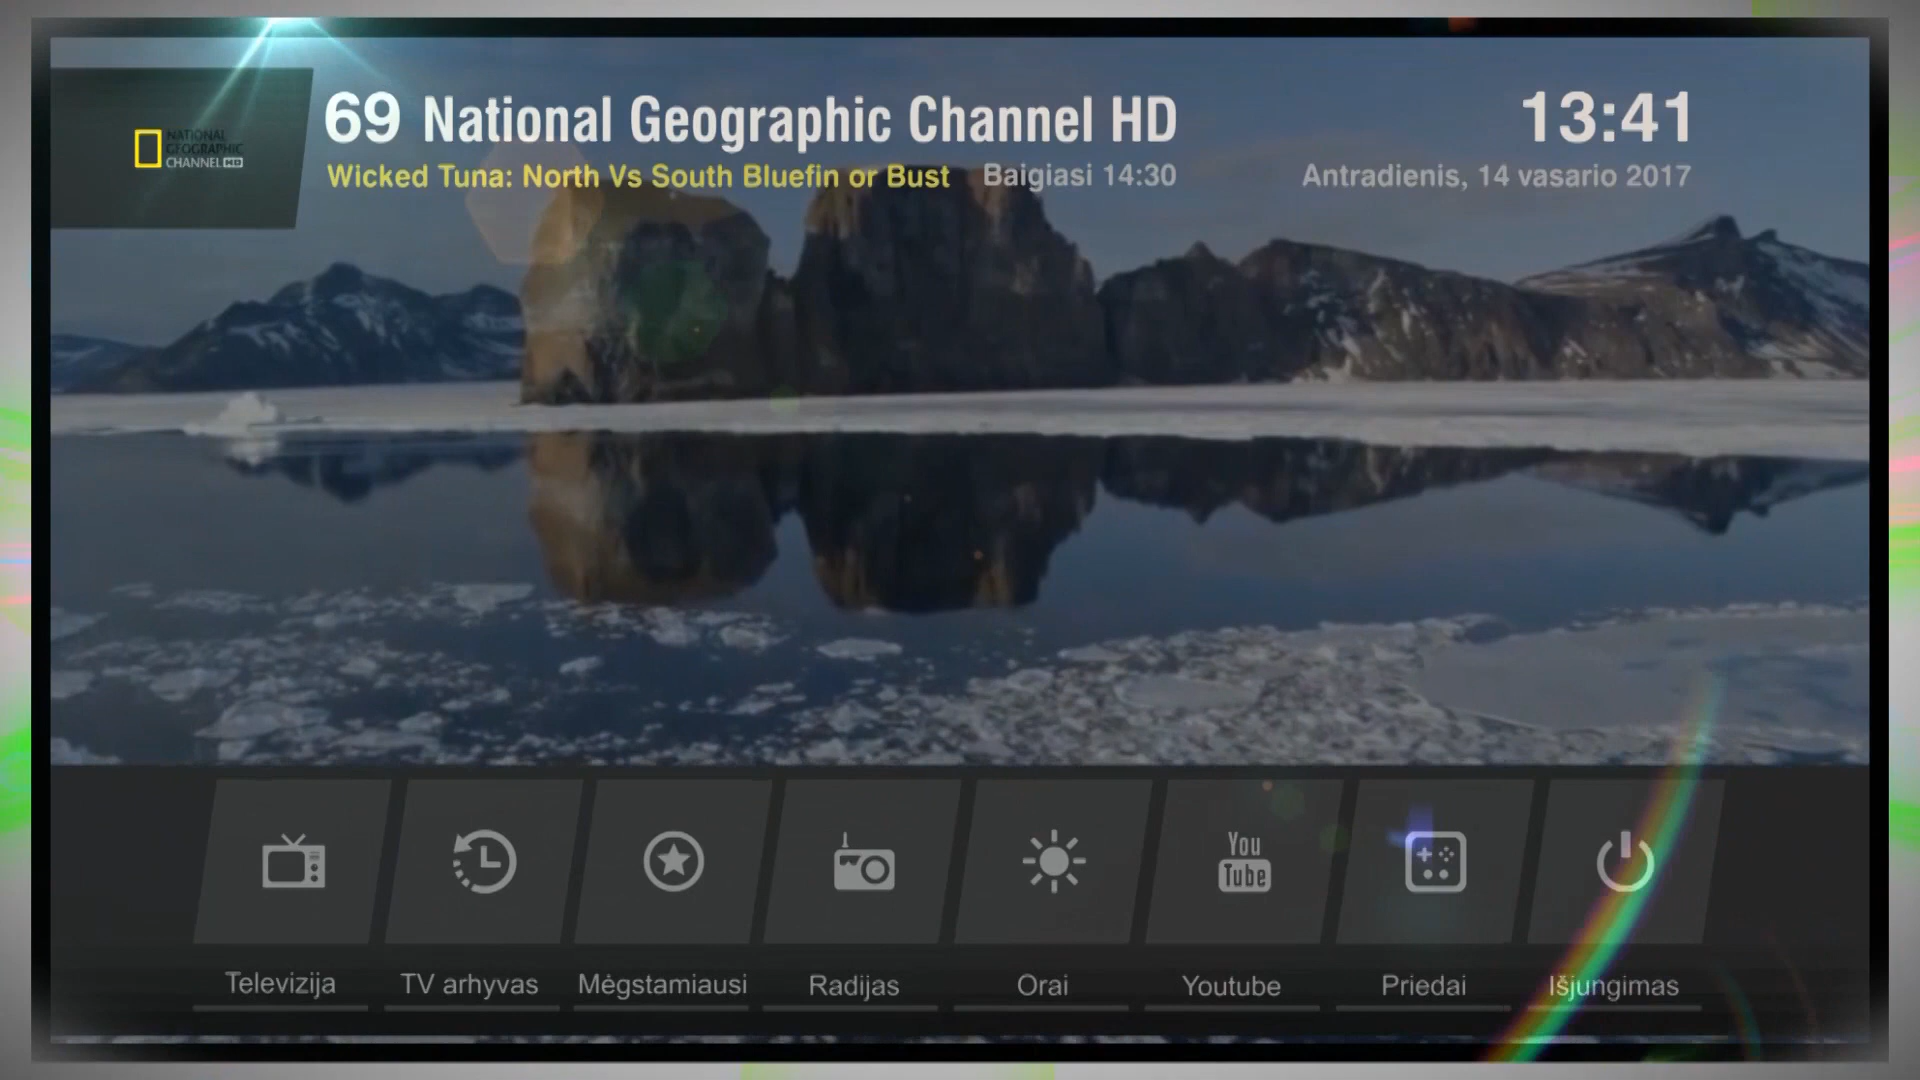 NATIONAL
GEOGRAPHIC
CHANNEL HD
69 National Geographic Channel HD
Wicked Tuna: North Vs South Bluefin or Bust Baigiasi 14:30
13:41
Antradienis, 14 vasario 2017
You
Tube
Televizija
TV arhyvas
Mėgstamiausi
Radijas
Orai
Youtube
Priedai
Išjungimas